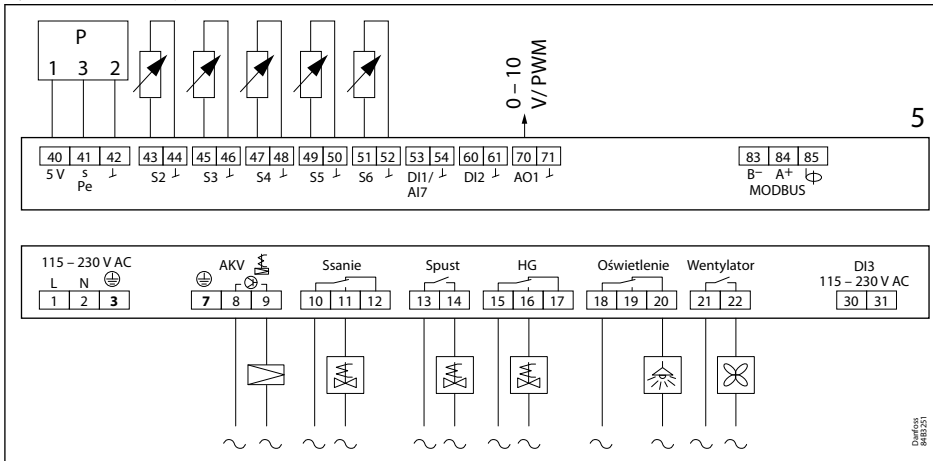 P
1 3 2
0 – 10
V/ PWM
5
40 41 42 43 44 45 46 47 48 49 50 51 52 53 54 60 61 70 71 83 84 85
5 V s S2 S3 S4 S5 S6 DI1/ DI2 AO1 B– A+
Pe AI7 MODBUS
115 – 230 V AC AKV Ssanie Spust HG Oświetlenie Wentylator DI3
115 – 230 V AC
L N
1 2 3 7 8 9 10 11 12 13 14 15 16 17 18 19 20 21 22 30 31
Danfoss
84B3251